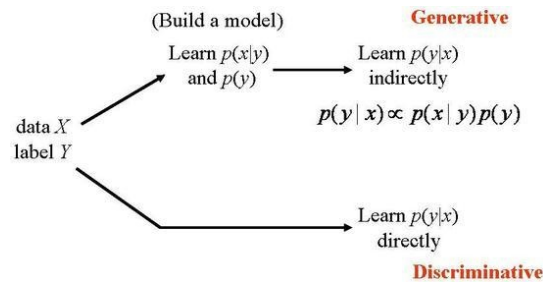 (Build a model)
Generative
Learn p(x|y)
and p(y)
Learn p(y|x)
indirectly
p(y | x) ∝ p(x | y)p(y)
data X
label Y
Learn p(y|x)
directly
Discriminative